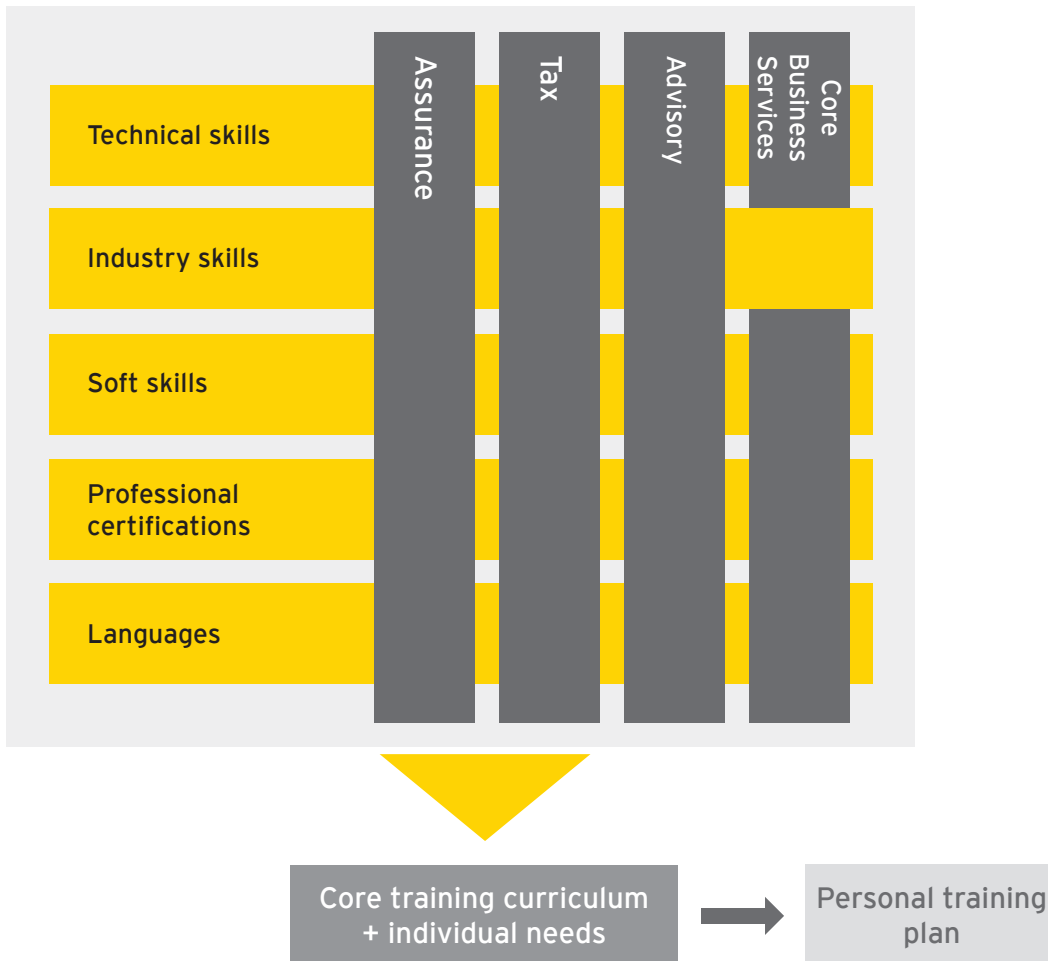 Assurance
Tax
Advisory
Core
Business
Services
Technical skills
Industry skills
Soft skills
Professional
certifications
Languages
Core training curriculum
+ individual needs
Personal training
plan